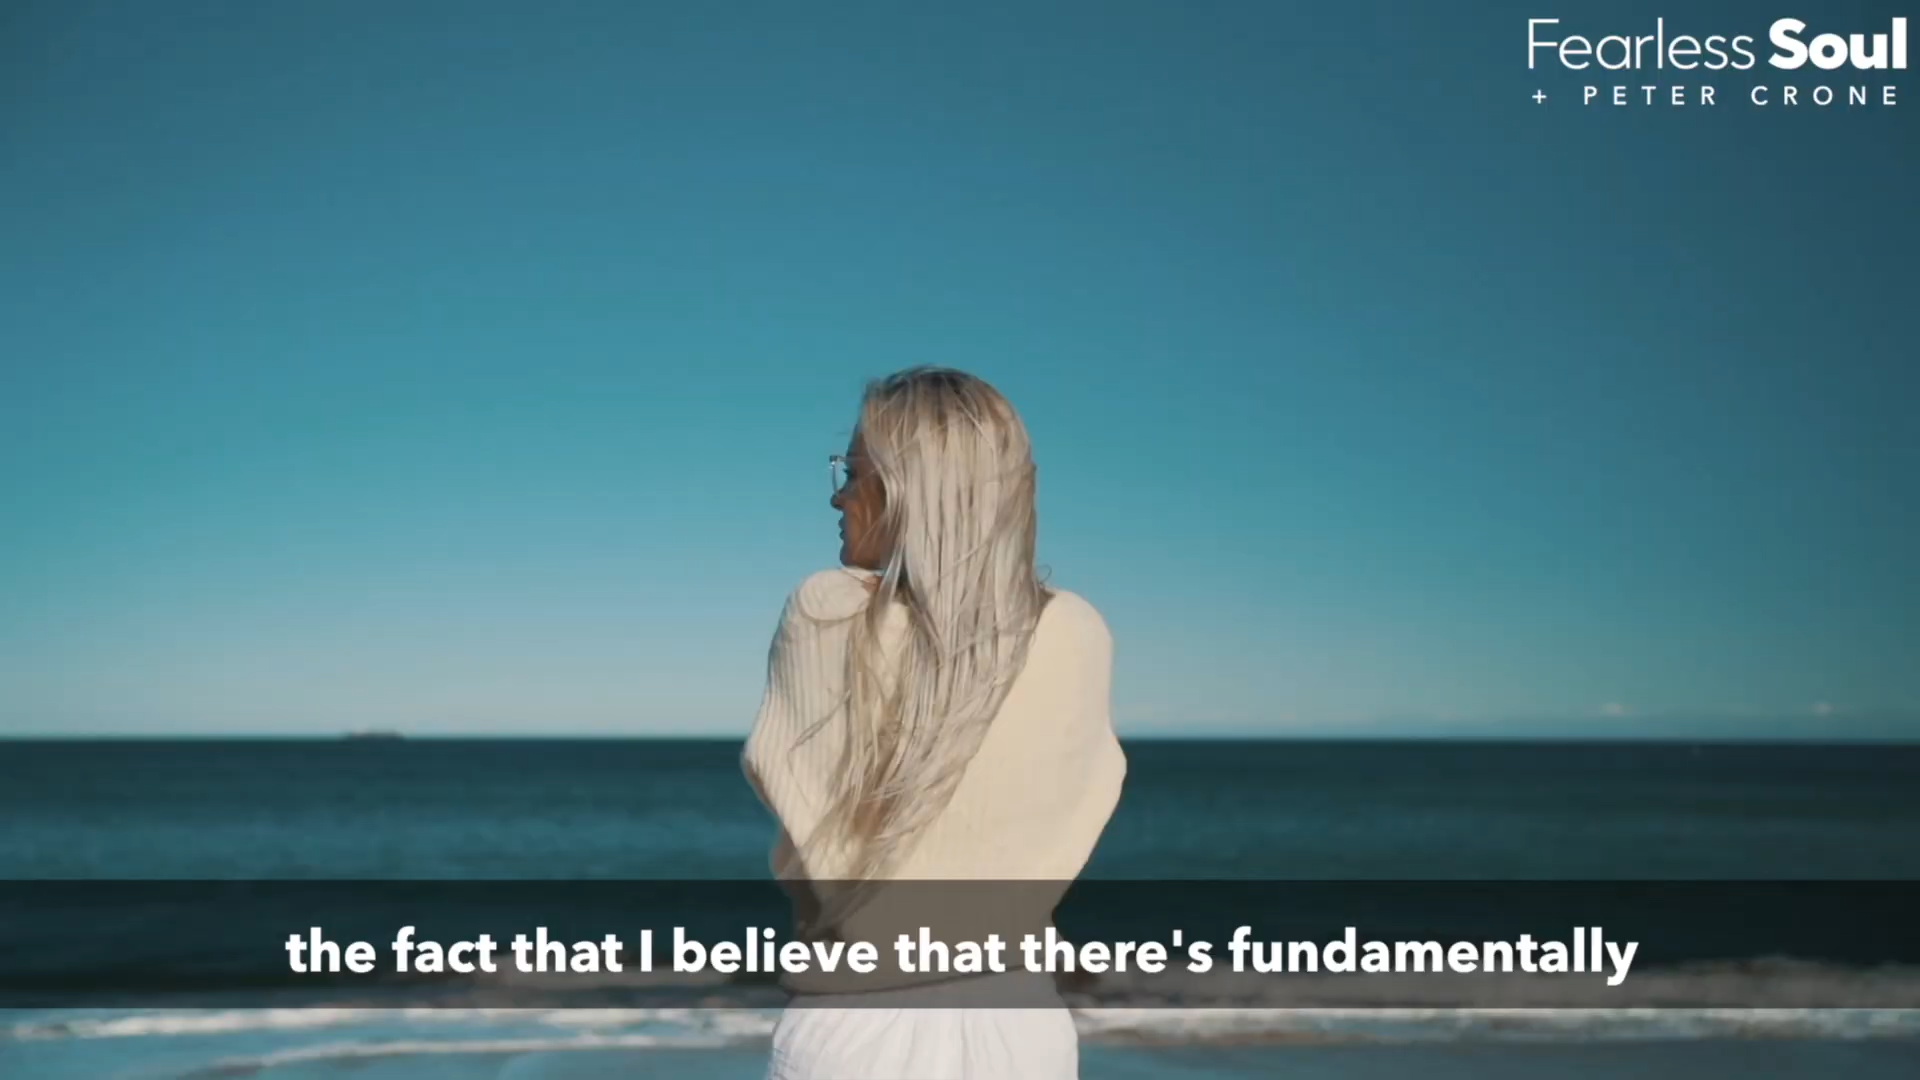 Fearless Soul
+ PETER CRONE
the fact that I believe that there's fundamentally